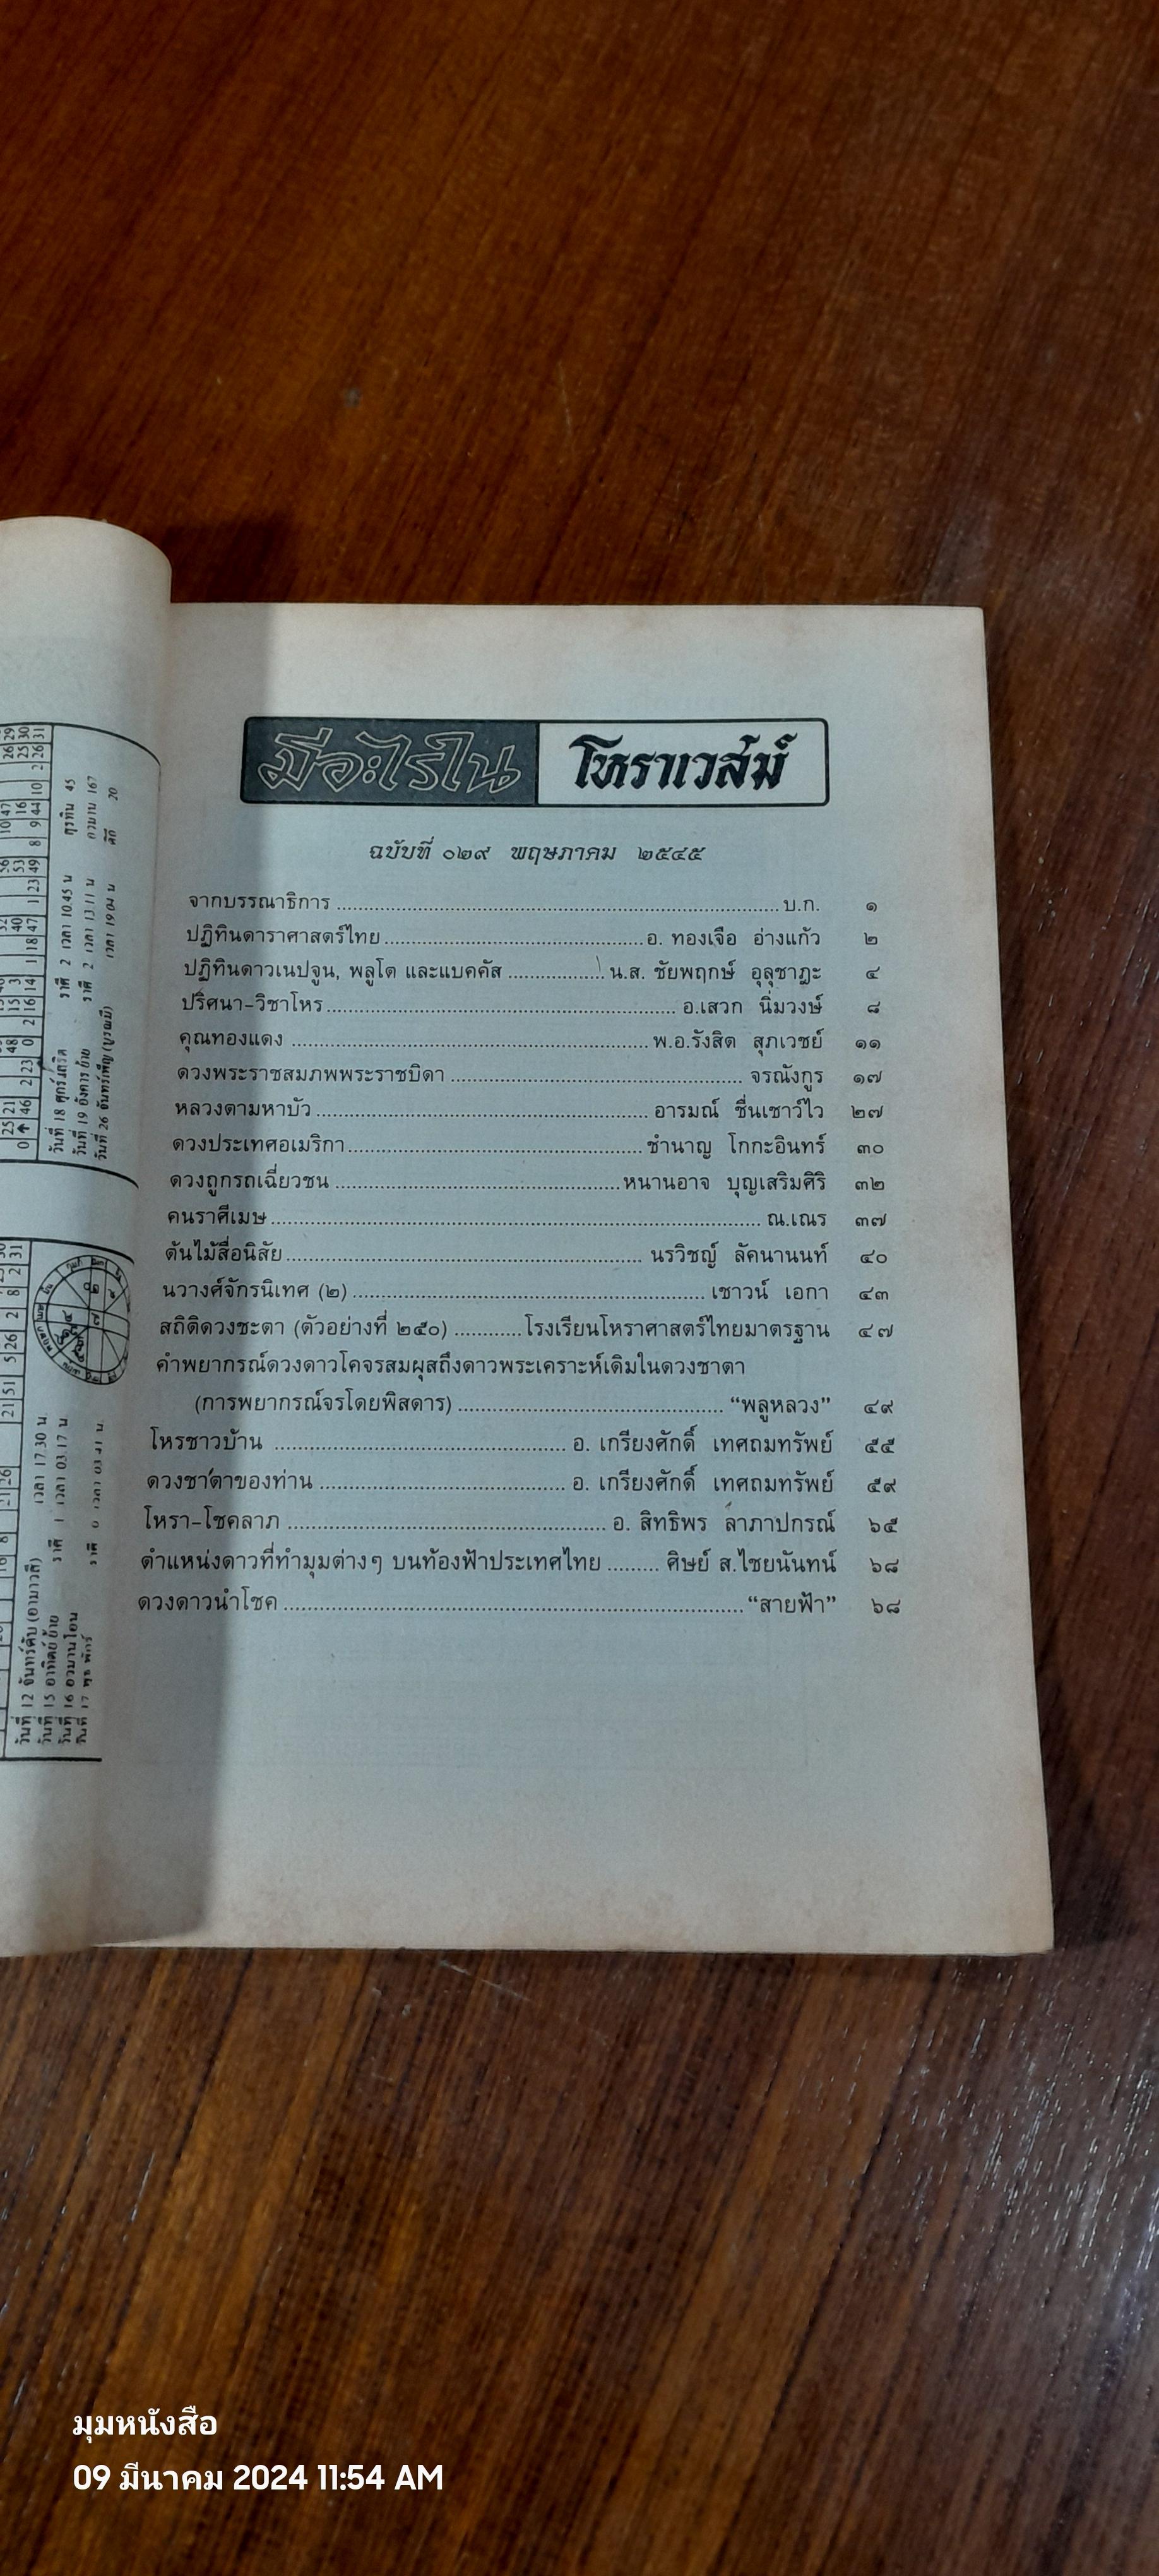 มีอะไรใน โหราเวสม์
ฉบับที่ ๐๒๙ พฤษภาคม ๒๕๔๕
จากบรรณาธิการ ........ บ.ก. ๑
ปฏิทินดาราศาสตร์ไทย ........ อ. ทองเจือ อ่างแก้ว ๒
ปฏิทินดาวเนปจูน, พลูโต และแบคคัส ........ น.ส. ชัยพฤกษ์ อุลุชาฎะ ๔
ปริศนา-วิชาโหร ........ อ.เสวก นิ่มวงษ์ ๘
คุณทองแดง ........ พ.อ.รังสิต สุภเวชย์ ๑๑
ดวงพระราชสมภพพระราชบิดา ........ จรณังกูร ๑๗
หลวงตามหาบัว ........ อารมณ์ ชื่นเชาว์ไว ๒๗
ดวงประเทศอเมริกา ........ ชำนาญ โกกะอินทร์ ๓๐
ดวงถูกรถเฉี่ยวชน ........ หนานอาจ บุญเสริมศิริ ๓๒
คนราศีเมษ ........ ณ.เณร ๓๗
ต้นไม้สื่อนิสัย ........ นรวิชญ์ ลัคนานนท์ ๔๐
นวางศ์จักรนิเทศ (๒) ........ เชาวน์ เอกา ๔๓
สถิติดวงชะตา (ตัวอย่างที่ ๒๕๐) ........ โรงเรียนโหราศาสตร์ไทยมาตรฐาน ๔๗
คำพยากรณ์ดวงดาวโคจรสมผุสถึงดาวพระเคราะห์เดิมในดวงชาตา
(การพยากรณ์จรโดยพิสดาร) ........ “พลูหลวง” ๔๙
โหรชาวบ้าน ........ อ. เกรียงศักดิ์ เทศถมทรัพย์ ๕๕
ดวงชาตาของท่าน ........ อ. เกรียงศักดิ์ เทศถมทรัพย์ ๕๙
โหรา-โชคลาภ ........ อ. สิทธิพร ลาภาปกรณ์ ๖๕
ตำแหน่งดาวที่ทำมุมต่างๆ บนท้องฟ้าประเทศไทย ........ ศิษย์ ส.ไชยนันทน์ ๖๘
ดวงดาวนำโชค ........ “สายฟ้า” ๖๘
มุมหนังสือ
09 มีนาคม 2024 11:54 AM